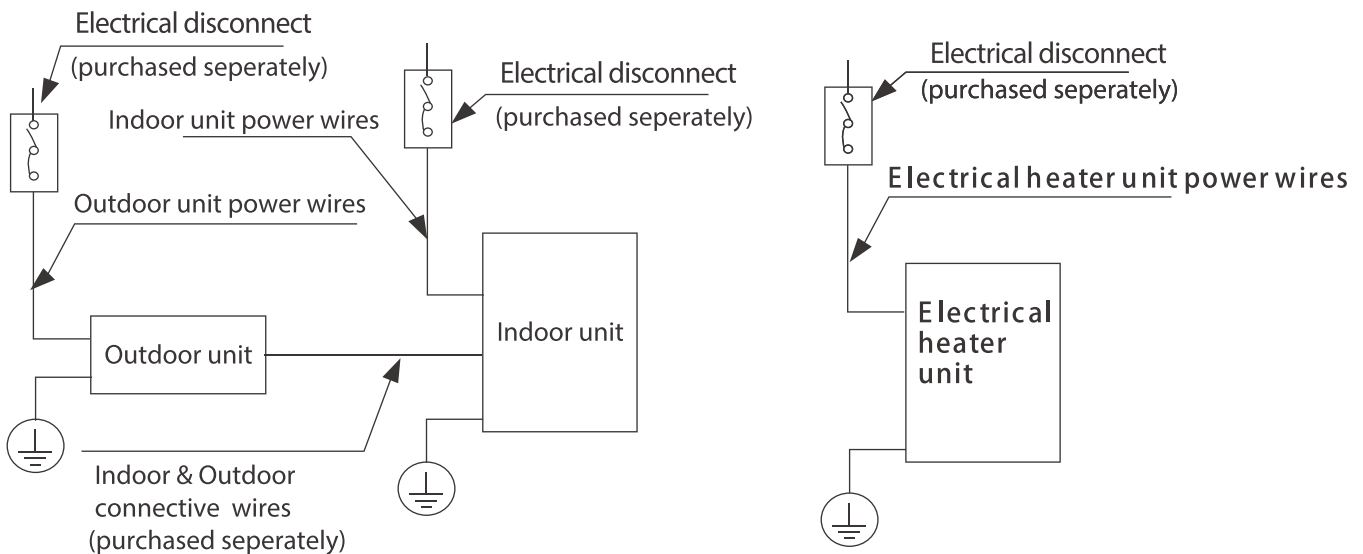 Electrical disconnect
(purchased seperately)
Indoor unit power wires
Outdoor unit power wires
Electrical disconnect
(purchased seperately)
Outdoor unit
Indoor unit
Indoor & Outdoor
connective wires
(purchased seperately)
Electrical disconnect
(purchased seperately)
Electrical heater unit power wires
Electrical
heater
unit